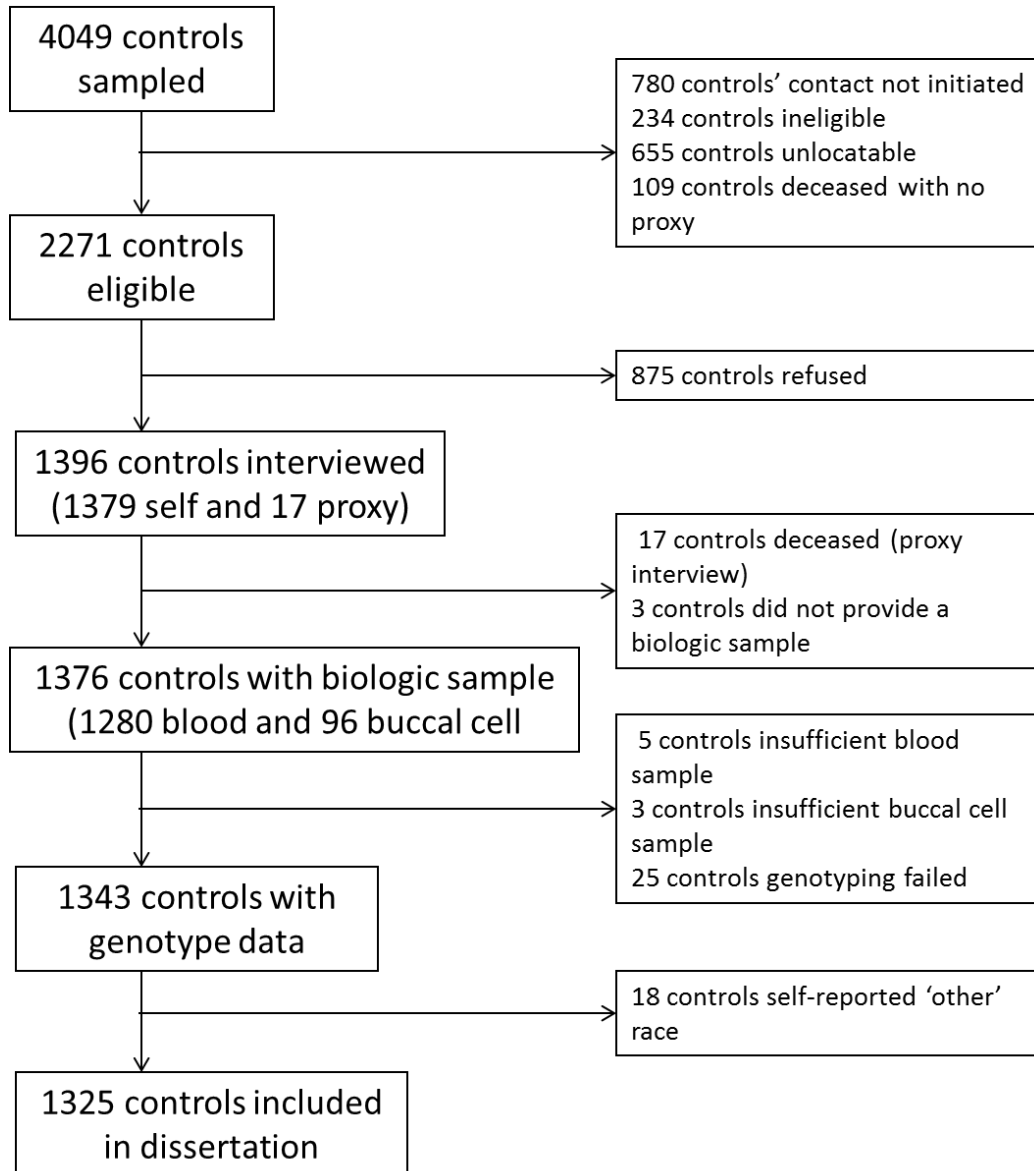 4049 controls
sampled
780 controls’ contact not initiated
234 controls ineligible
655 controls unlocatable
109 controls deceased with no
proxy
2271 controls
eligible
875 controls refused
1396 controls interviewed
(1379 self and 17 proxy)
17 controls deceased (proxy
interview)
3 controls did not provide a
biologic sample
1376 controls with biologic sample
(1280 blood and 96 buccal cell
5 controls insufficient blood
sample
3 controls insufficient buccal cell
sample
25 controls genotyping failed
1343 controls with
genotype data
18 controls self-reported ‘other’
race
1325 controls included
in dissertation